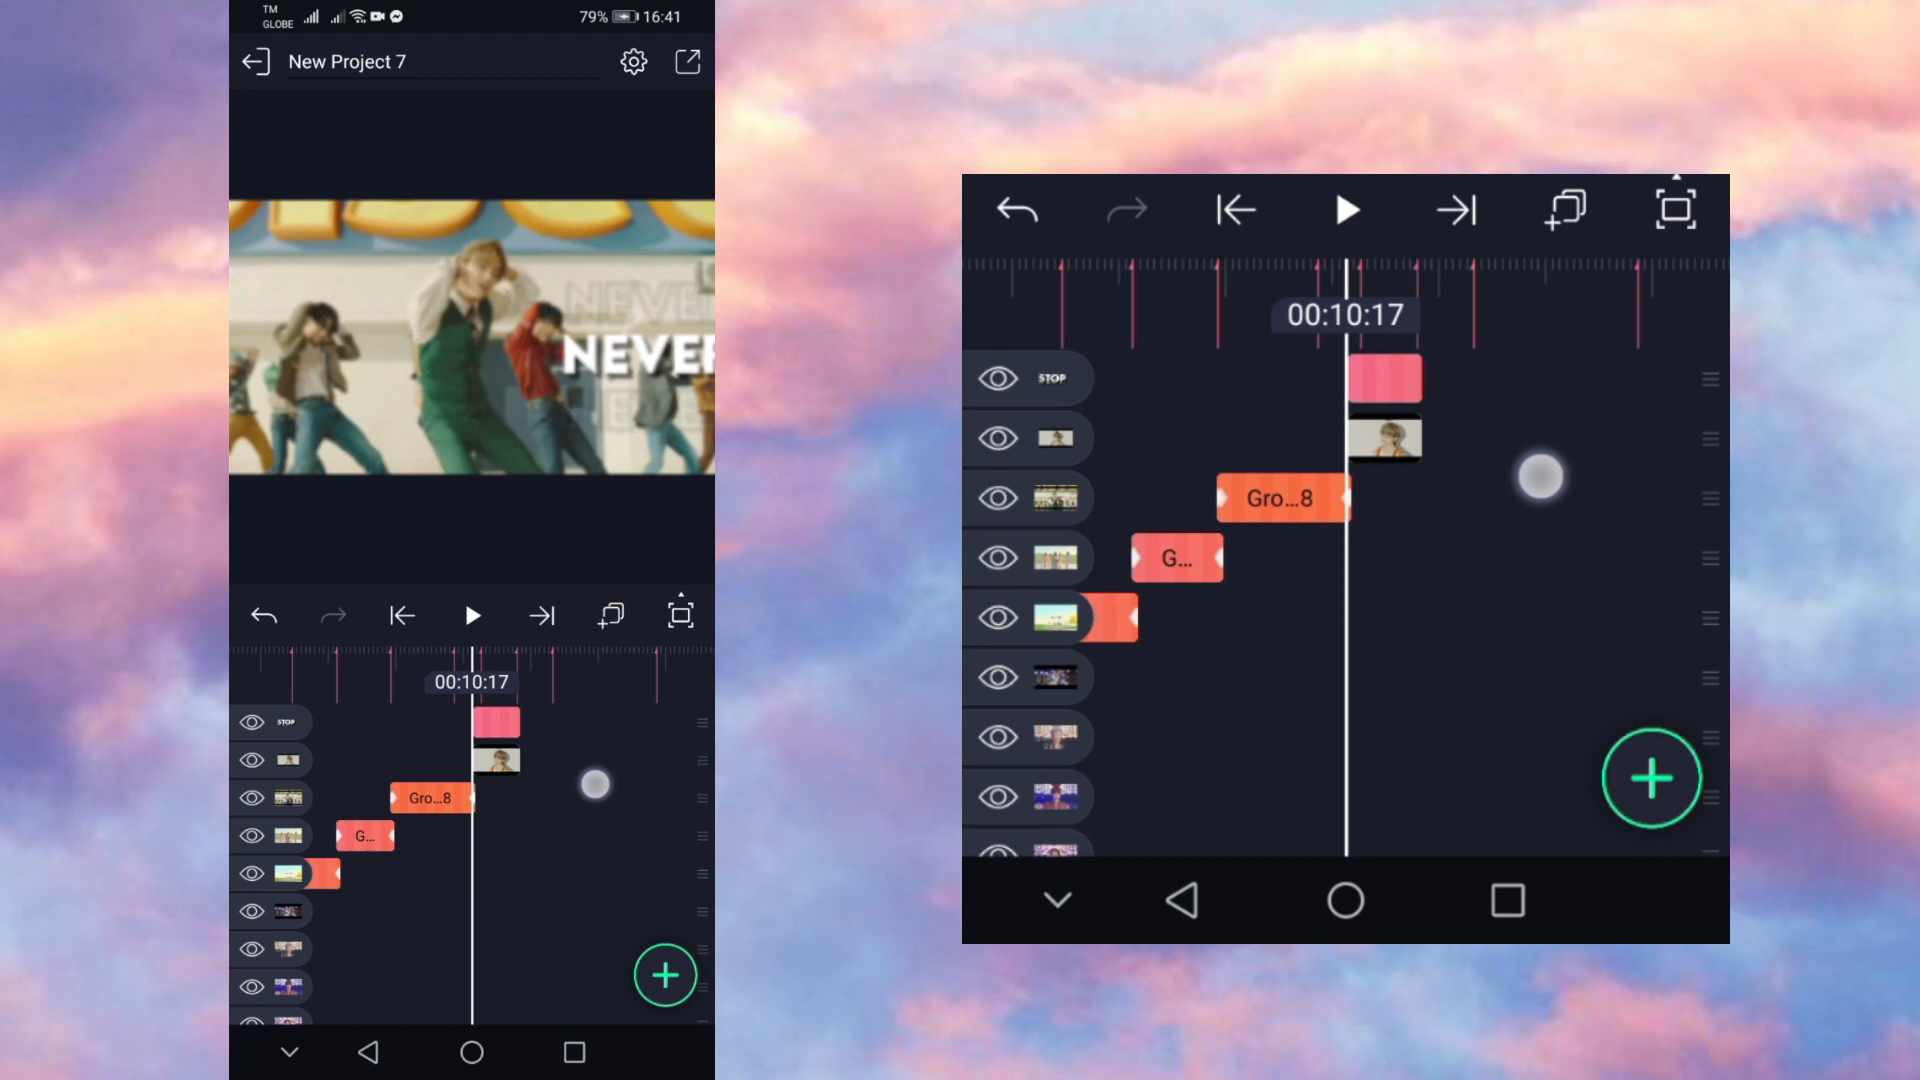 TM
GLOBE
79% 16:41
New Project 7
NEVER
NEVER
00:10:17
STOP
Gro...8
G...
00:10:17
STOP
Gro...8
G...